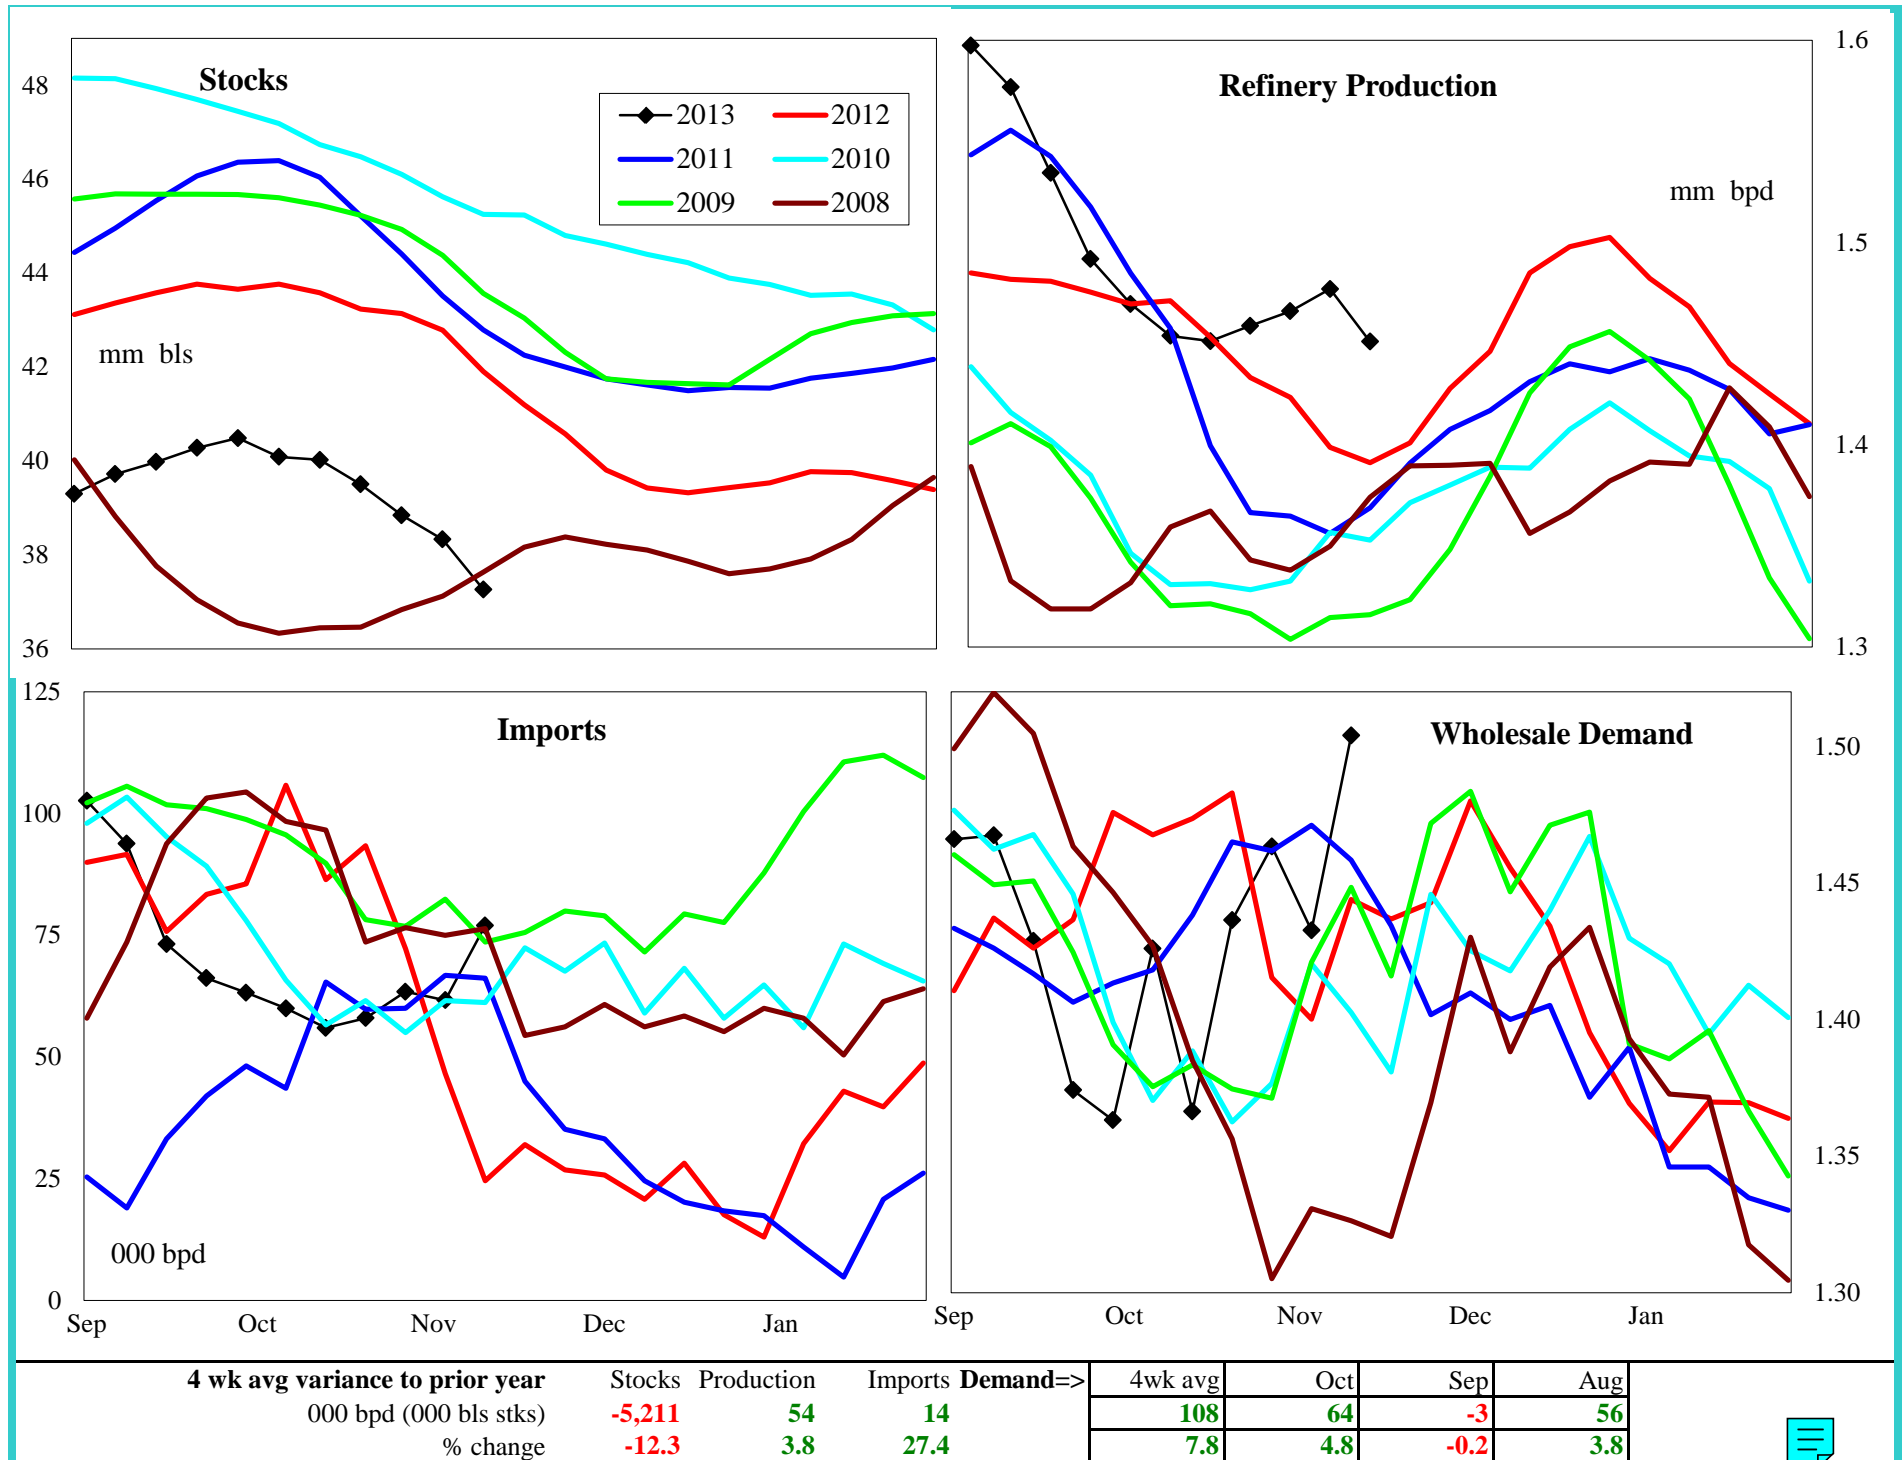 Stocks
48
46
44
42
40
38
36
mm bls
2013
2012
2011
2010
2009
2008
Refinery Production
mm bpd
1.6
1.5
1.4
1.3
Imports
125
100
75
50
25
0
000 bpd
Sep Oct Nov Dec Jan
Wholesale Demand
1.50
1.45
1.40
1.35
1.30
Sep Oct Nov Dec Jan
4 wk avg variance to prior year Stocks Production Imports Demand=> 4wk avg Oct Sep Aug
000 bpd (000 bls stks) -5,211 54 14 108 64 -3 56
% change -12.3 3.8 27.4 7.8 4.8 -0.2 3.8